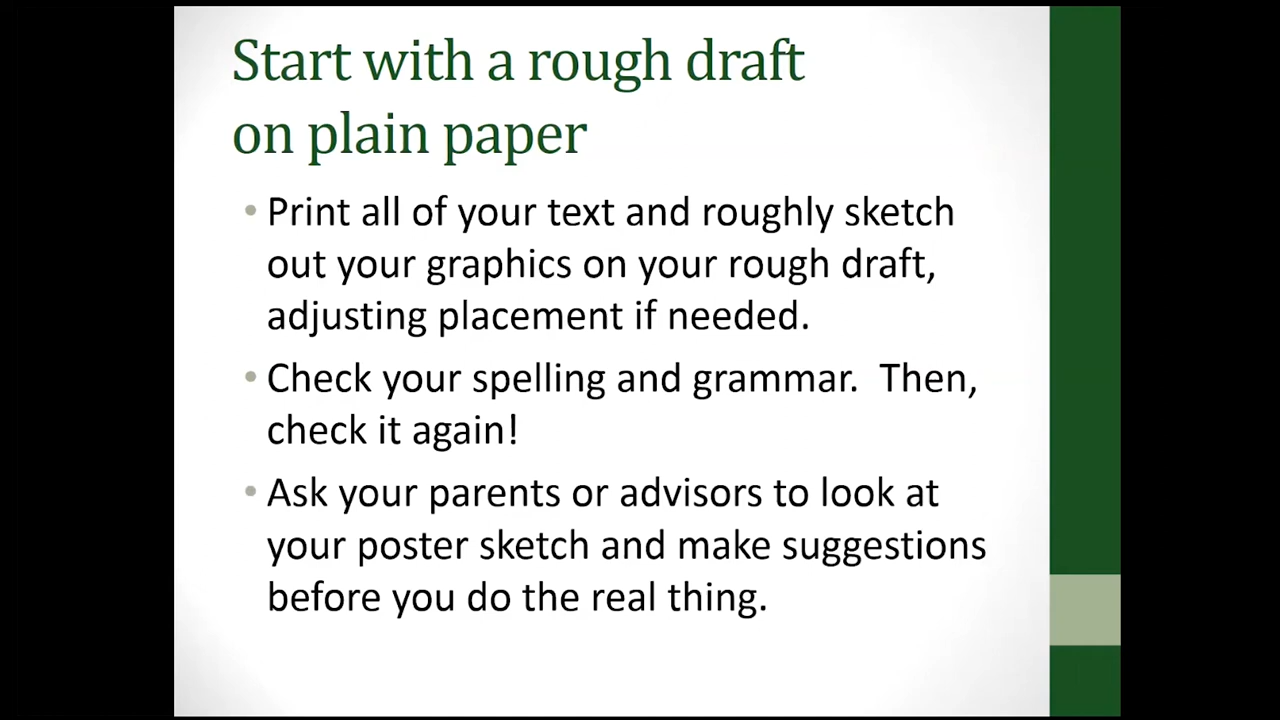 Start with a rough draft
on plain paper
• Print all of your text and roughly sketch
out your graphics on your rough draft,
adjusting placement if needed.
• Check your spelling and grammar.  Then,
check it again!
• Ask your parents or advisors to look at
your poster sketch and make suggestions
before you do the real thing.